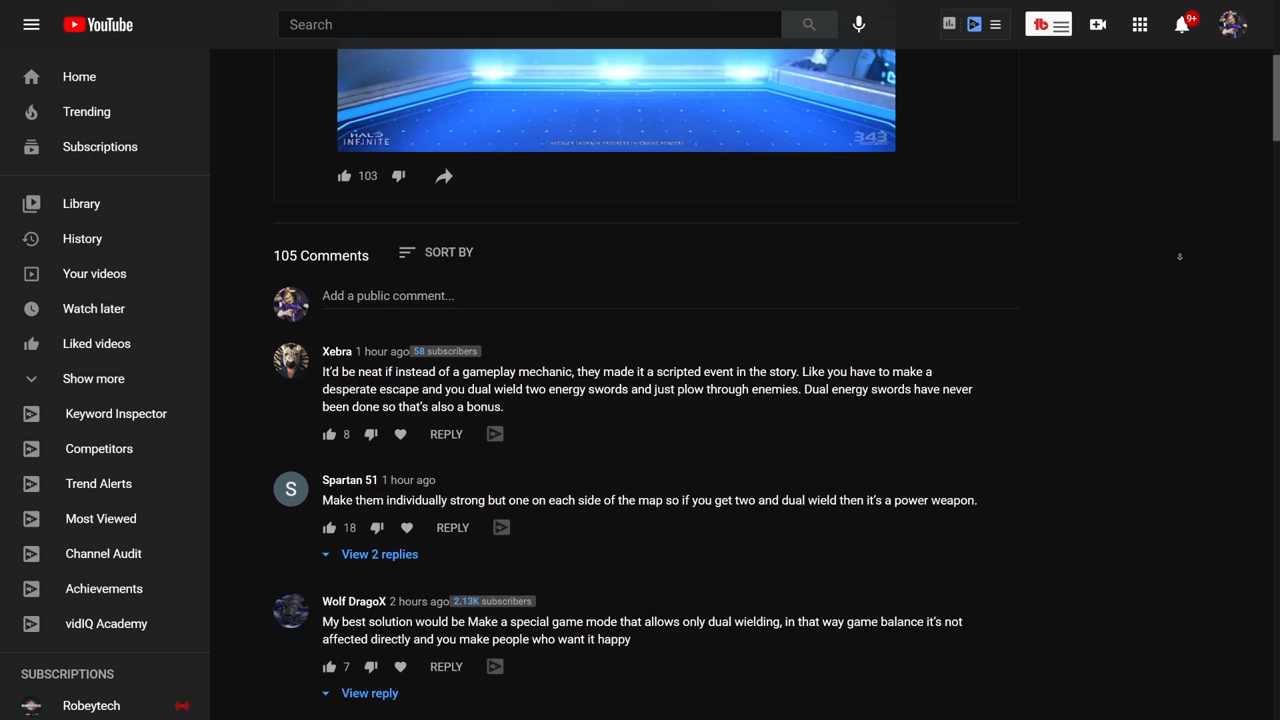 YouTube
Search
tb
9+
Home
Trending
Subscriptions
Library
History
Your videos
Watch later
Liked videos
Show more
Keyword Inspector
Competitors
Trend Alerts
Most Viewed
Channel Audit
Achievements
vidIQ Academy
SUBSCRIPTIONS
Robeytech
HALO
INFINITE
343
103
105 Comments
SORT BY
Add a public comment...
Xebra 1 hour ago 58 subscribers
It'd be neat if instead of a gameplay mechanic, they made it a scripted event in the story. Like you have to make a
desperate escape and you dual wield two energy swords and just plow through enemies. Dual energy swords have never
been done so that's also a bonus.
8 REPLY
S
Spartan 51 1 hour ago
Make them individually strong but one on each side of the map so if you get two and dual wield then it's a power weapon.
18 REPLY
View 2 replies
Wolf DragoX 2 hours ago 2.13K subscribers
My best solution would be Make a special game mode that allows only dual wielding, in that way game balance it's not
affected directly and you make people who want it happy
7 REPLY
View reply